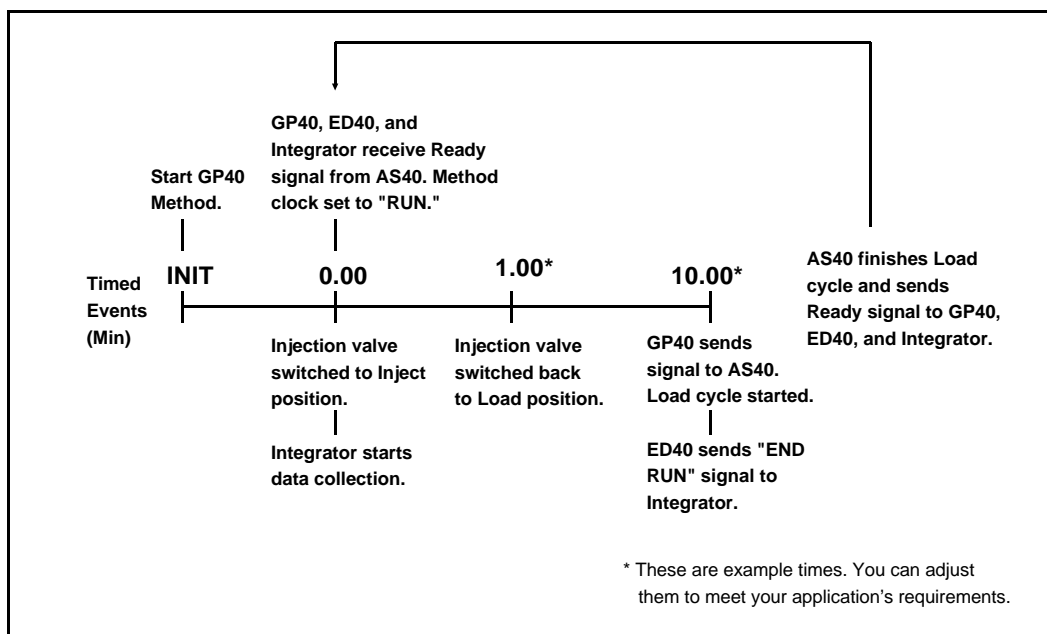 GP40, ED40, and
Integrator receive Ready
signal from AS40. Method
clock set to "RUN."
Start GP40
Method.
Timed
Events
(Min)
INIT
0.00
1.00*
10.00*
AS40 finishes Load
cycle and sends
Ready signal to GP40,
ED40, and Integrator.
Injection valve
switched to Inject
position.
Integrator starts
data collection.
Injection valve
switched back
to Load position.
GP40 sends
signal to AS40.
Load cycle started.
ED40 sends "END
RUN" signal to
Integrator.
* These are example times. You can adjust
them to meet your application’s requirements.